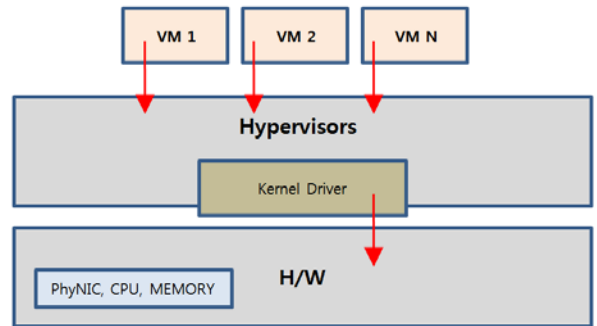 VM 1 VM 2 VM N
Hypervisors
Kernel Driver
H/W
PhyNIC, CPU, MEMORY